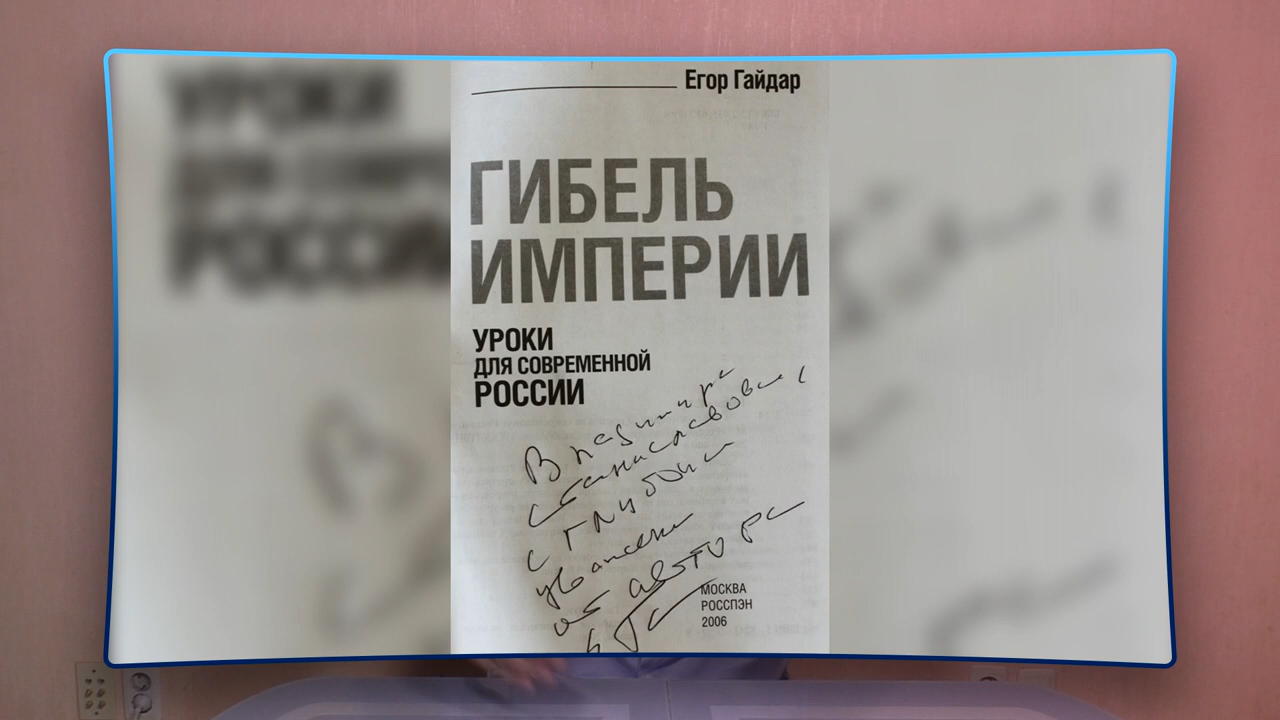 Егор Гайдар
ГИБЕЛЬ
ИМПЕРИИ
УРОКИ
ДЛЯ СОВРЕМЕННОЙ
РОССИИ
Владимиру
Станиславовичу
с глубоким
уважением
от автора
МОСКВА
РОССПЭН
2006